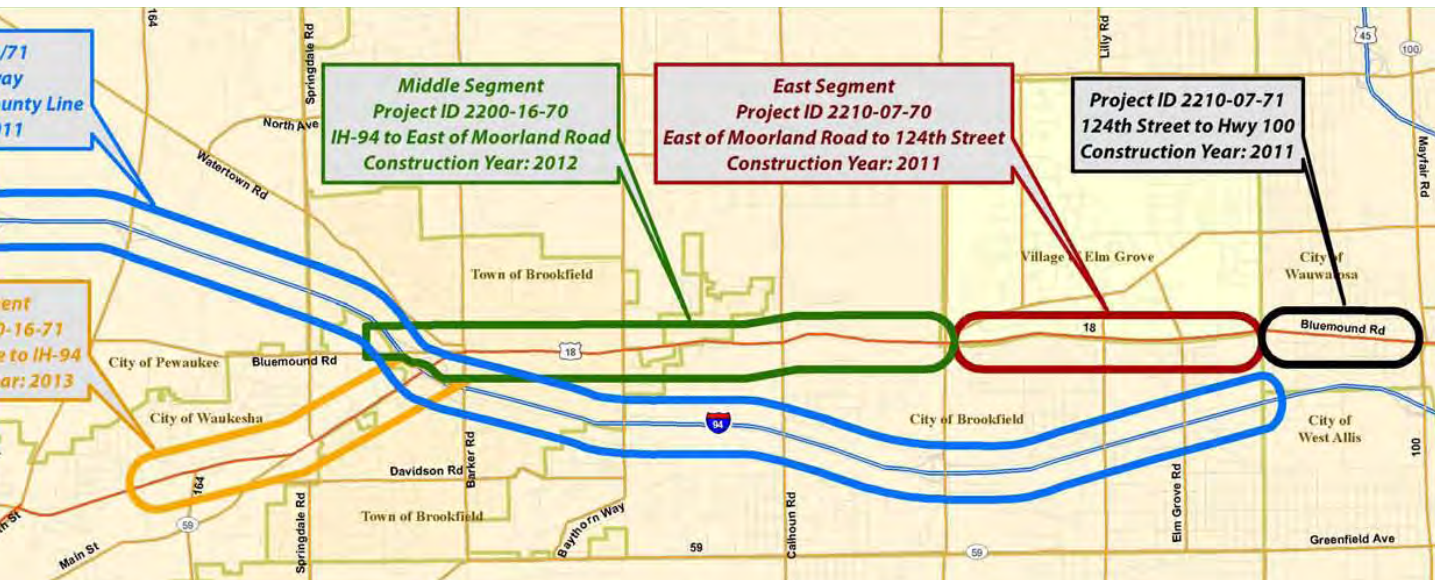 /71
ay
ounty Line
011
Middle Segment
Project ID 2200-16-70
IH-94 to East of Moorland Road
Construction Year: 2012
East Segment
Project ID 2210-07-70
East of Moorland Road to 124th Street
Construction Year: 2011
Project ID 2210-07-71
124th Street to Hwy 100
Construction Year: 2011
ent
0-16-71
e to IH-94
ar: 2013
164
Springdale Rd
Lilly Rd
45
100
North Ave
Watertown Rd
Mayfair Rd
Town of Brookfield
Village of Elm Grove
City of
Wauwatosa
18
Bluemound Rd
City of Pewaukee
Bluemound Rd
18
City of Waukesha
94
City of Brookfield
City of
West Allis
100
Barker Rd
Davidson Rd
164
Elm Grove Rd
Springdale Rd
Town of Brookfield
Baythorn Way
Calhoun Rd
h St
59
Main St
59
59
Greenfield Ave